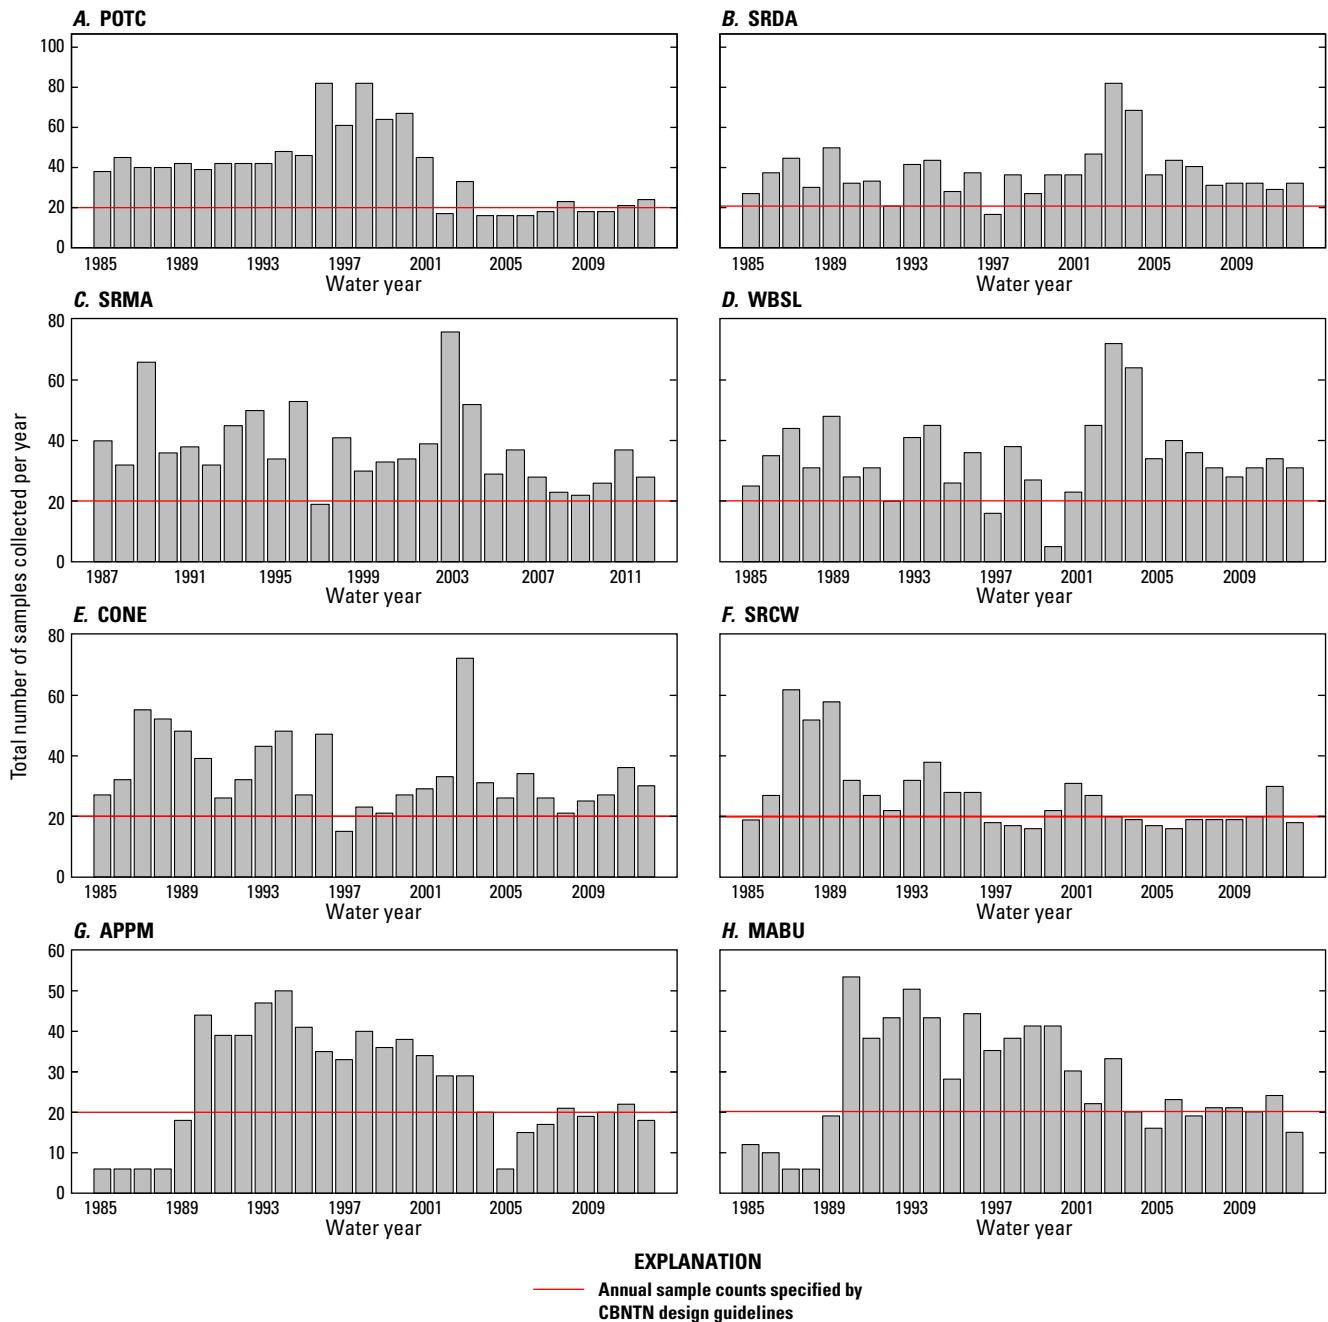 A. POTC
B. SRDA
100
80
60
40
20
0
1985 1989 1993 1997 2001 2005 2009
Water year
1985 1989 1993 1997 2001 2005 2009
Water year
C. SRMA
D. WBSL
80
60
40
20
0
1987 1991 1995 1999 2003 2007 2011
Water year
1985 1989 1993 1997 2001 2005 2009
Water year
Total number of samples collected per year
E. CONE
F. SRCW
80
60
40
20
0
1985 1989 1993 1997 2001 2005 2009
Water year
1985 1989 1993 1997 2001 2005 2009
Water year
G. APPM
H. MABU
60
50
40
30
20
10
0
1985 1989 1993 1997 2001 2005 2009
Water year
1985 1989 1993 1997 2001 2005 2009
Water year
EXPLANATION
Annual sample counts specified by
CBNTN design guidelines